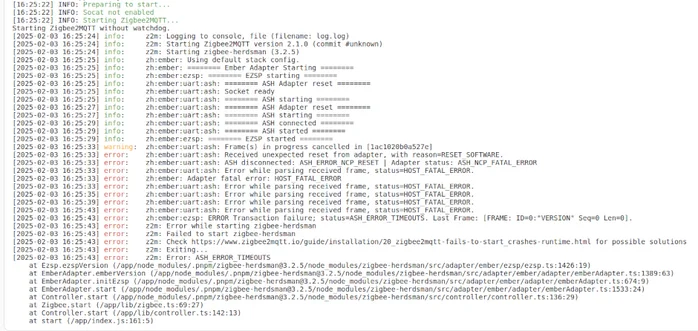 [16:25:22] INFO: Preparing to start...
[16:25:22] INFO: Socat not enabled
[16:25:22] INFO: Starting Zigbee2MQTT...
Starting Zigbee2MQTT without watchdog.
[2025-02-03 16:25:24] info: z2m: Logging to console, file (filename: log.log)
[2025-02-03 16:25:24] info: z2m: Starting Zigbee2MQTT version 2.1.0 (commit #unknown)
[2025-02-03 16:25:24] info: z2m: Starting zigbee-herdsman (3.2.5)
[2025-02-03 16:25:25] info: zh:ember: Using default stack config.
[2025-02-03 16:25:25] info: zh:ember: ======== Ember Adapter Starting ========
[2025-02-03 16:25:25] info: zh:ember:ezsp: ======== EZSP starting ========
[2025-02-03 16:25:25] info: zh:ember:uart:ash: ======== ASH Adapter reset ========
[2025-02-03 16:25:25] info: zh:ember:uart:ash: Socket ready
[2025-02-03 16:25:25] info: zh:ember:uart:ash: ======== ASH starting ========
[2025-02-03 16:25:27] info: zh:ember:uart:ash: ======== ASH Adapter reset ========
[2025-02-03 16:25:27] info: zh:ember:uart:ash: ======== ASH starting ========
[2025-02-03 16:25:29] info: zh:ember:uart:ash: ======== ASH connected ========
[2025-02-03 16:25:29] info: zh:ember:uart:ash: ======== ASH started ========
[2025-02-03 16:25:29] info: zh:ember:ezsp: ======== EZSP started ========
[2025-02-03 16:25:33] warning: zh:ember:uart:ash: Frame(s) in progress cancelled in [1ac1020b0a527e]
[2025-02-03 16:25:33] error: zh:ember:uart:ash: Received unexpected reset from adapter, with reason=RESET_SOFTWARE.
[2025-02-03 16:25:33] error: zh:ember:uart:ash: ASH disconnected: ASH_ERROR_NCP_RESET | Adapter status: ASH_NCP_FATAL_ERROR
[2025-02-03 16:25:33] error: zh:ember:uart:ash: Error while parsing received frame, status=HOST_FATAL_ERROR.
[2025-02-03 16:25:33] error: zh:ember: Adapter fatal error: HOST_FATAL_ERROR
[2025-02-03 16:25:33] error: zh:ember:uart:ash: Error while parsing received frame, status=HOST_FATAL_ERROR.
[2025-02-03 16:25:35] error: zh:ember:uart:ash: Error while parsing received frame, status=HOST_FATAL_ERROR.
[2025-02-03 16:25:39] error: zh:ember:uart:ash: Error while parsing received frame, status=HOST_FATAL_ERROR.
[2025-02-03 16:25:43] error: zh:ember:uart:ash: Error while parsing received frame, status=HOST_FATAL_ERROR.
[2025-02-03 16:25:43] error: zh:ember:ezsp: ERROR Transaction failure; status=ASH_ERROR_TIMEOUTS. Last Frame: [FRAME: ID=0:"VERSION" Seq=0 Len=0].
[2025-02-03 16:25:43] error: z2m: Error while starting zigbee-herdsman
[2025-02-03 16:25:43] error: z2m: Failed to start zigbee-herdsman
[2025-02-03 16:25:43] error: z2m: Check https://www.zigbee2mqtt.io/guide/installation/20_zigbee2mqtt-fails-to-start_crashes-runtime.html for possible solutions
[2025-02-03 16:25:43] error: z2m: Exiting...
[2025-02-03 16:25:43] error: z2m: Error: ASH_ERROR_TIMEOUTS
at Ezsp.ezspVersion (/app/node_modules/.pnpm/zigbee-herdsman@3.2.5/node_modules/zigbee-herdsman/src/adapter/ember/ezsp/ezsp.ts:1426:19)
at EmberAdapter.emberVersion (/app/node_modules/.pnpm/zigbee-herdsman@3.2.5/node_modules/zigbee-herdsman/src/adapter/ember/adapter/emberAdapter.ts:1389:63)
at EmberAdapter.initEzsp (/app/node_modules/.pnpm/zigbee-herdsman@3.2.5/node_modules/zigbee-herdsman/src/adapter/ember/adapter/emberAdapter.ts:674:9)
at EmberAdapter.start (/app/node_modules/.pnpm/zigbee-herdsman@3.2.5/node_modules/zigbee-herdsman/src/adapter/ember/adapter/emberAdapter.ts:1533:24)
at Controller.start (/app/node_modules/.pnpm/zigbee-herdsman@3.2.5/node_modules/zigbee-herdsman/src/controller/controller.ts:136:29)
at Zigbee.start (/app/lib/zigbee.ts:69:27)
at Controller.start (/app/lib/controller.ts:142:13)
at start (/app/index.js:161:5)